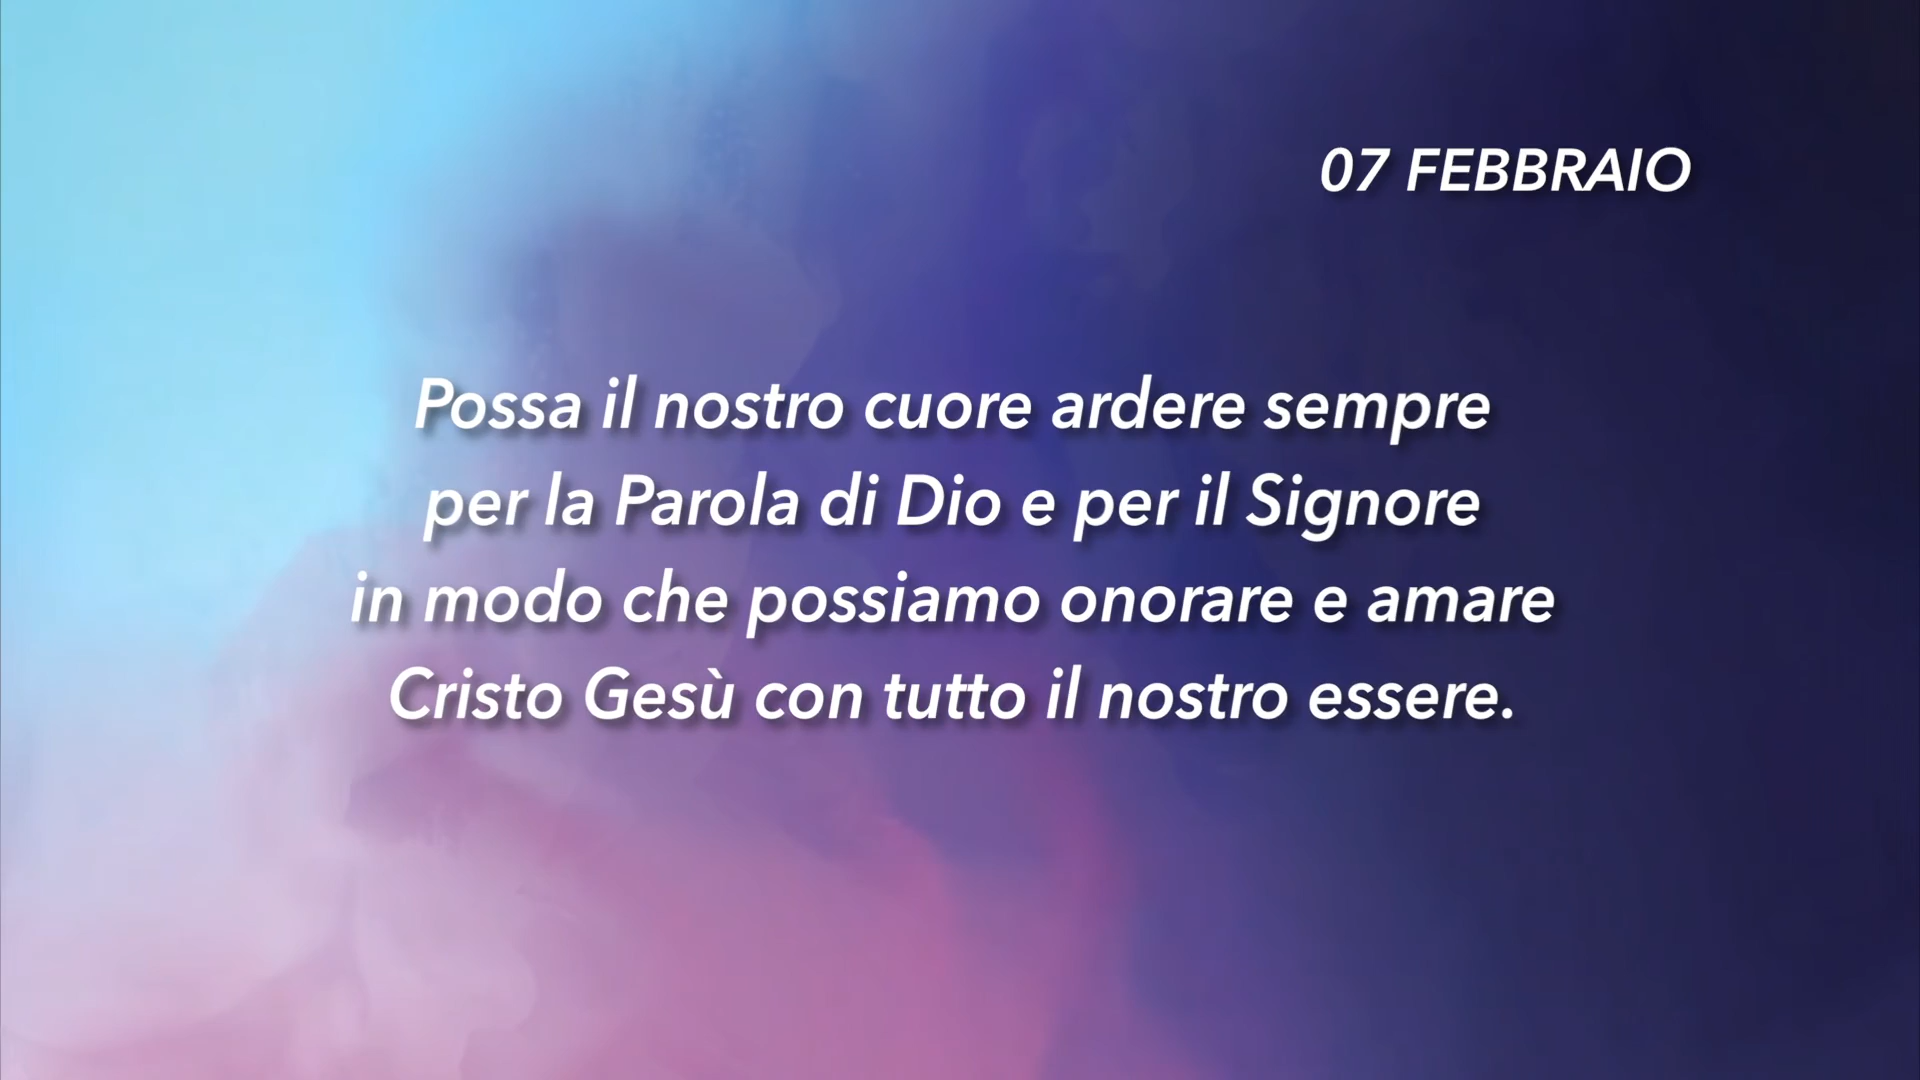 07 FEBBRAIO
Possa il nostro cuore ardere sempre
per la Parola di Dio e per il Signore
in modo che possiamo onorare e amare
Cristo Gesù con tutto il nostro essere.